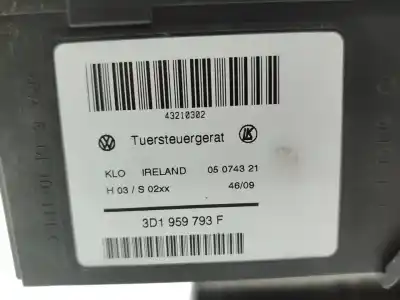 43210302
Tuersteuergerat
KLO IRELAND 05 0743 21
H 03 / S 02xx 46/09
3D1 959 793 F